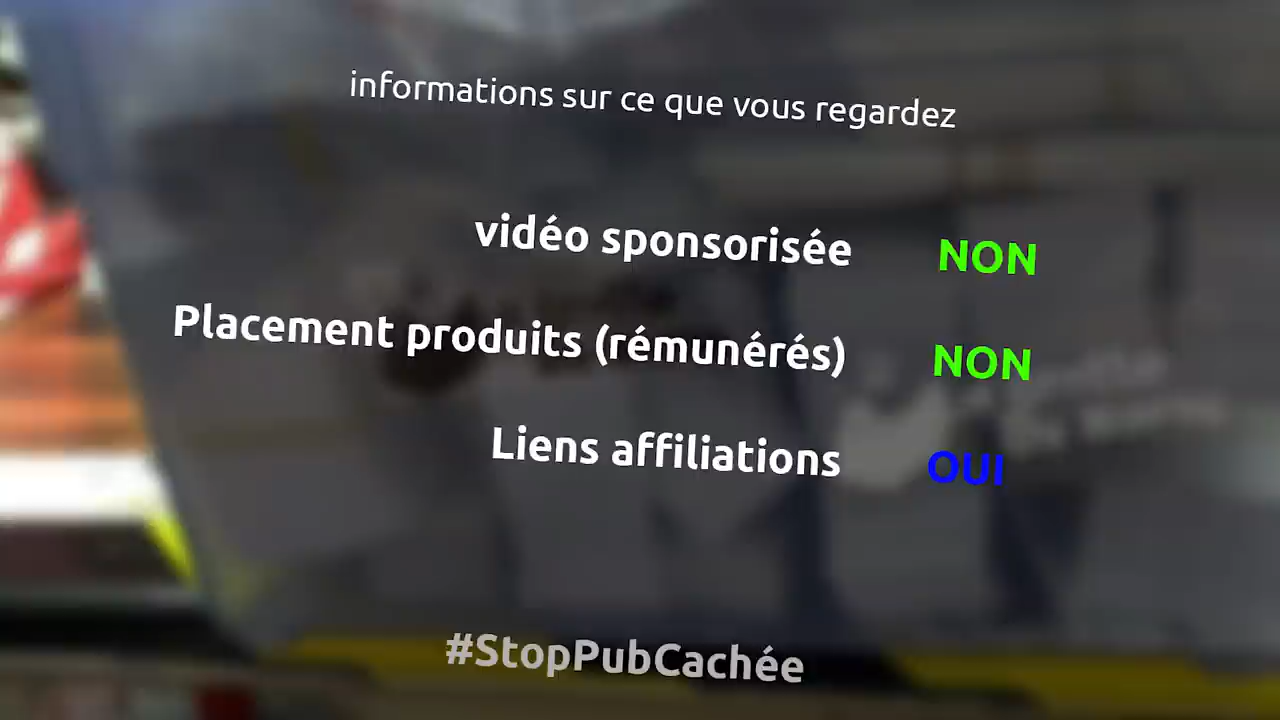 informations sur ce que vous regardez
vidéo sponsorisée NON
Placement produits (rémunérés) NON
Liens affiliations OUI
#StopPubCachée